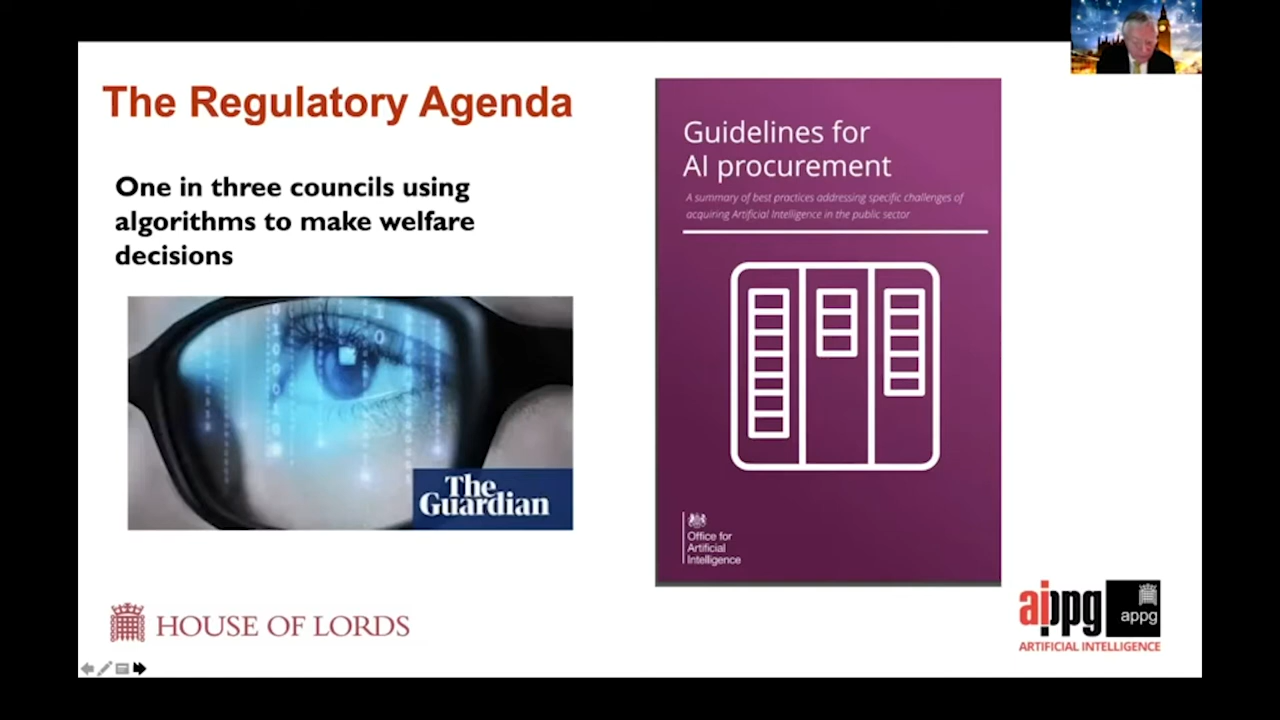 The Regulatory Agenda
One in three councils using
algorithms to make welfare
decisions
The
Guardian
Guidelines for
AI procurement
A summary of best practices addressing specific challenges of
acquiring Artificial Intelligence in the public sector
Office for
Artificial
Intelligence
HOUSE OF LORDS
aippg
appg
ARTIFICIAL INTELLIGENCE